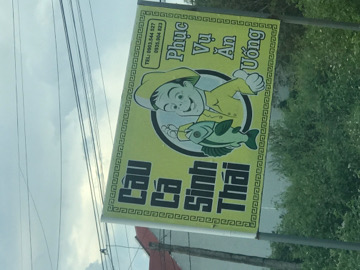 Câu
Cá
Sinh
Thái
Phục
Vụ
Ăn
Uống